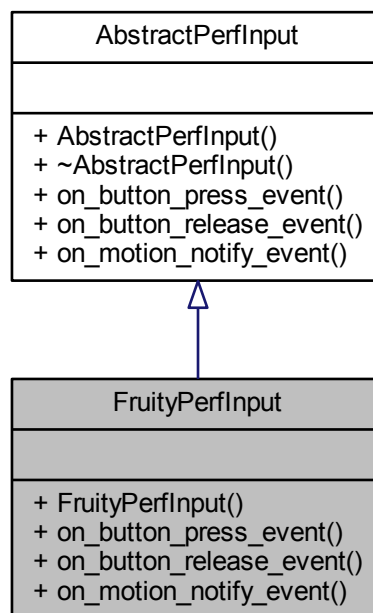 AbstractPerfInput
+ AbstractPerfInput()
+ ~AbstractPerfInput()
+ on_button_press_event()
+ on_button_release_event()
+ on_motion_notify_event()
FruityPerfInput
+ FruityPerfInput()
+ on_button_press_event()
+ on_button_release_event()
+ on_motion_notify_event()